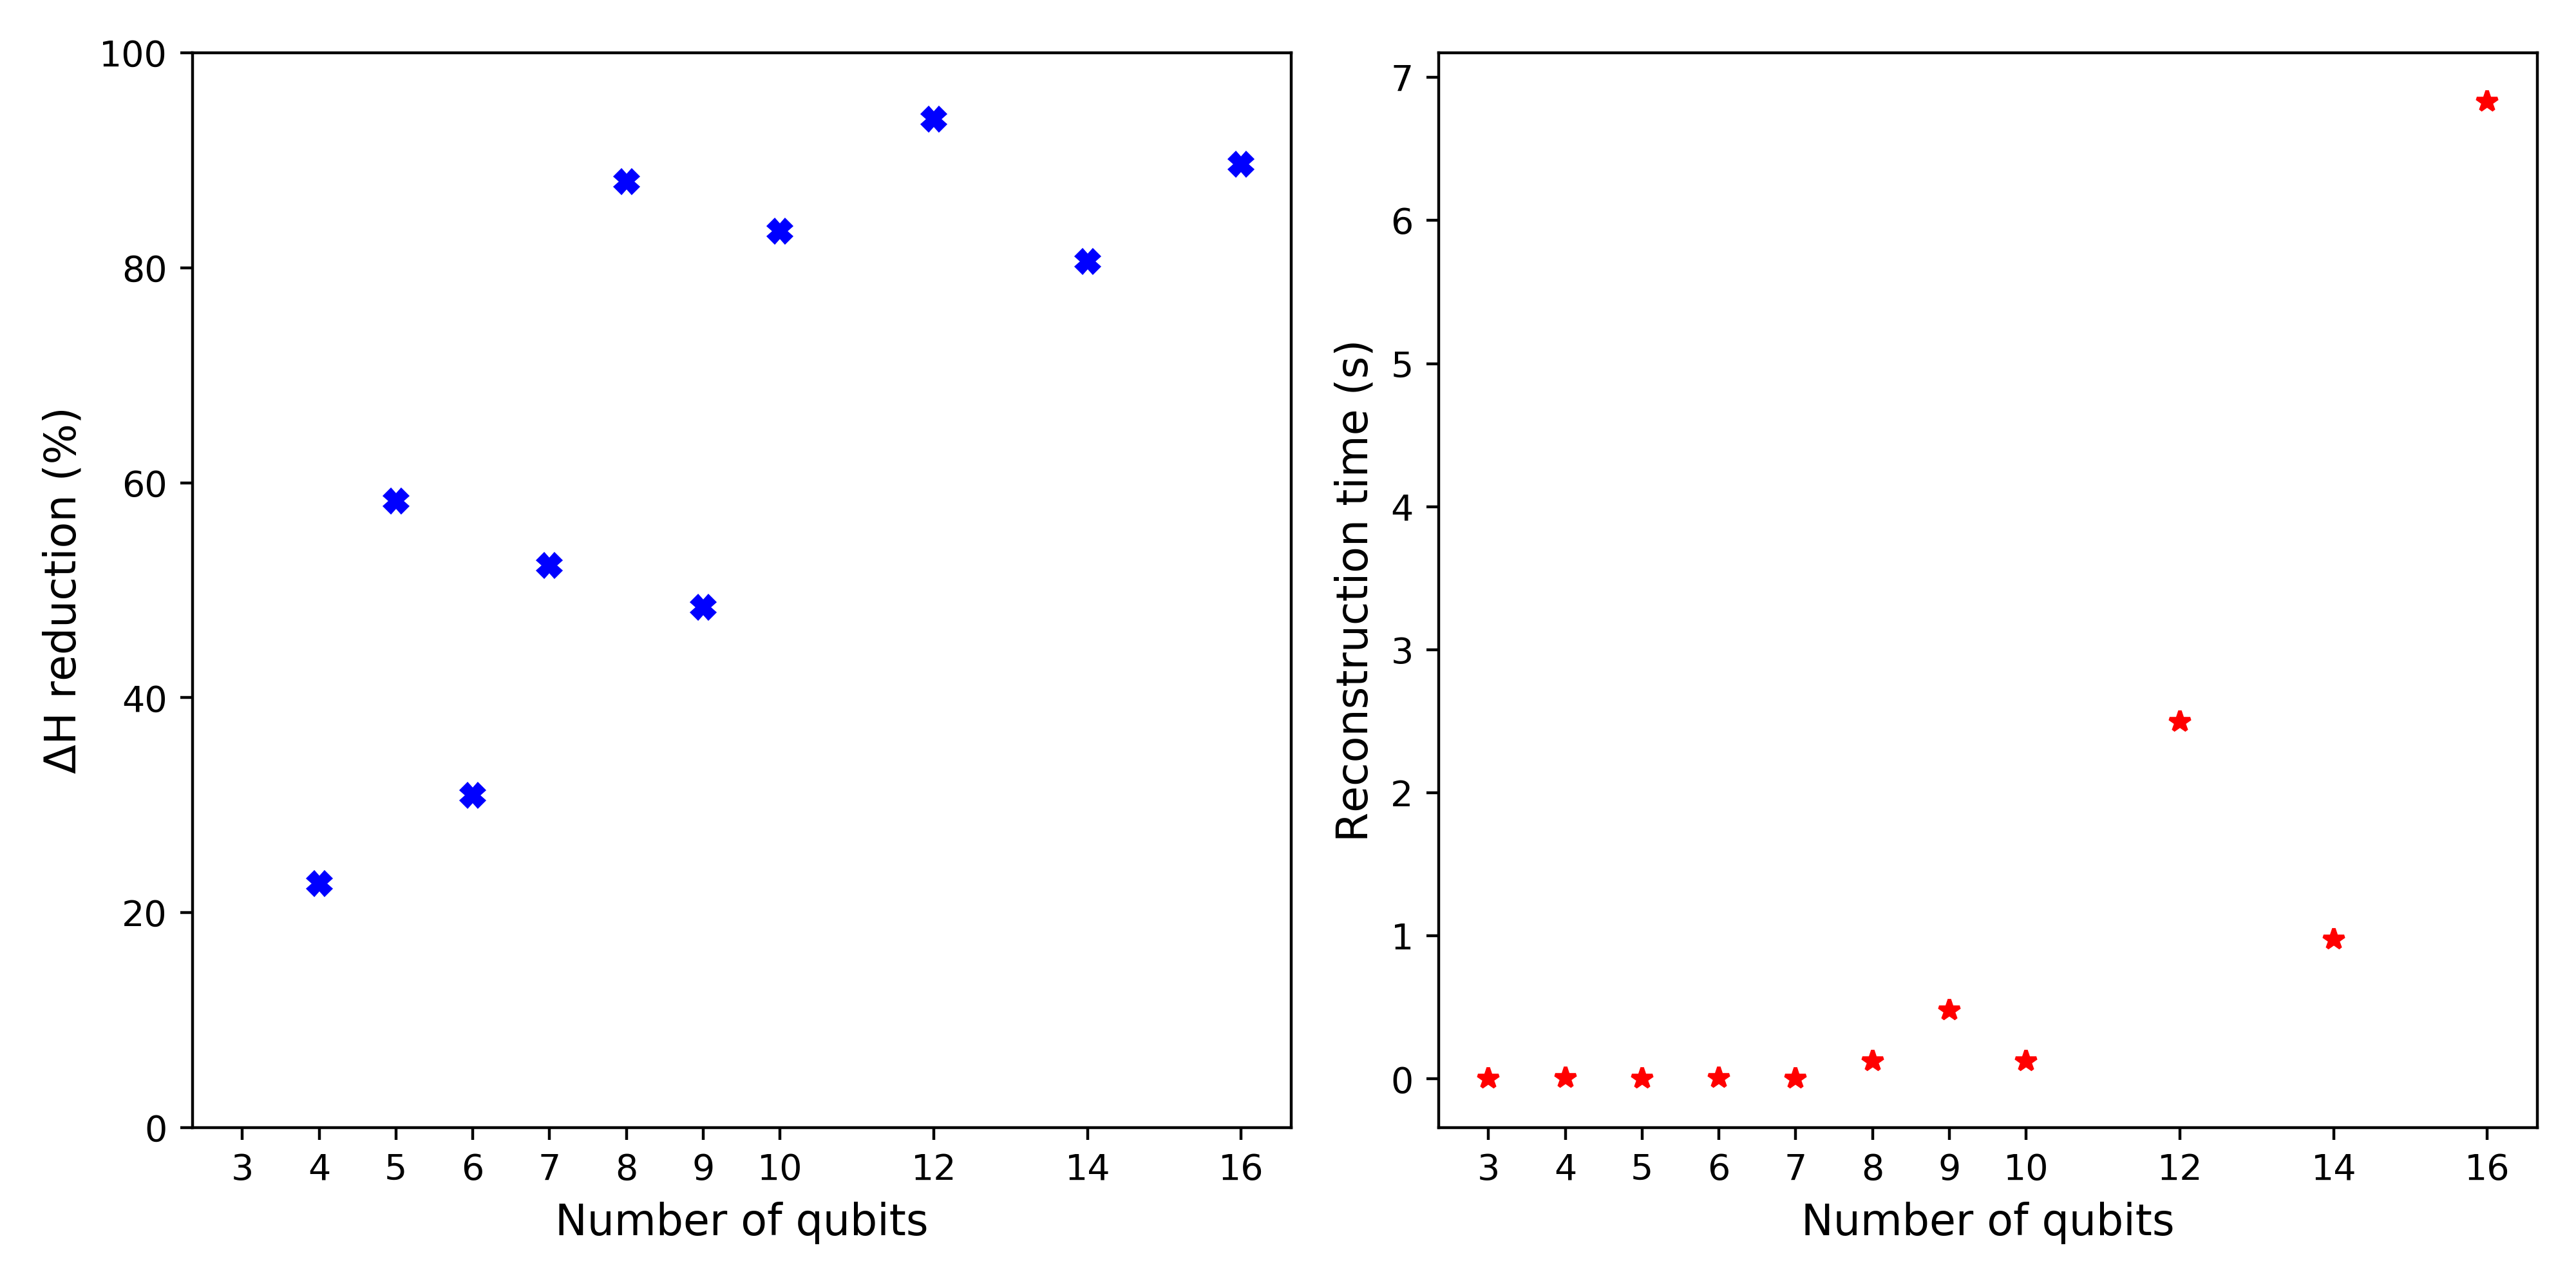 100
80
60
40
20
0
ΔH reduction (%)
3 4 5 6 7 8 9 10 12 14 16
Number of qubits
7
6
5
4
3
2
1
0
Reconstruction time (s)
3 4 5 6 7 8 9 10 12 14 16
Number of qubits